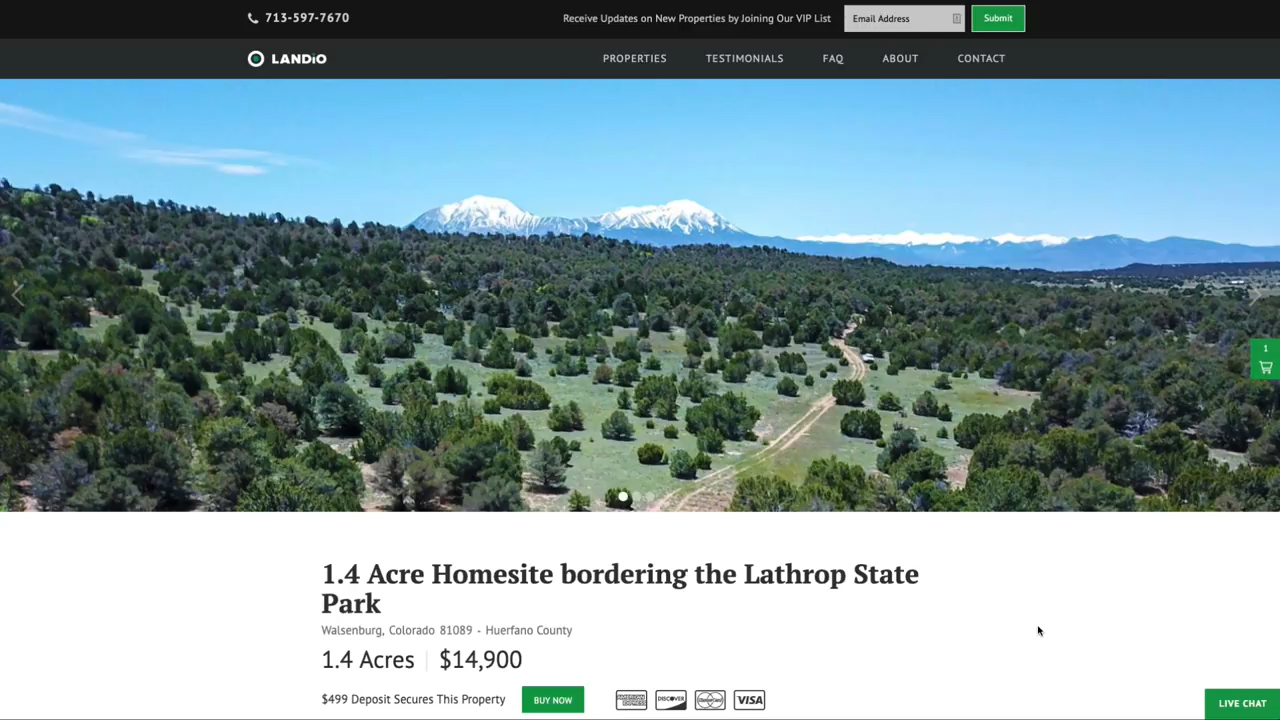 713-597-7670
Receive Updates on New Properties by Joining Our VIP List
Email Address
Submit
LANDiO
PROPERTIES
TESTIMONIALS
FAQ
ABOUT
CONTACT
1
1.4 Acre Homesite bordering the Lathrop State
Park
Walsenburg, Colorado 81089 - Huerfano County
1.4 Acres | $14,900
$499 Deposit Secures This Property
BUY NOW
AMERICAN EXPRESS
DISCOVER
VISA
LIVE CHAT